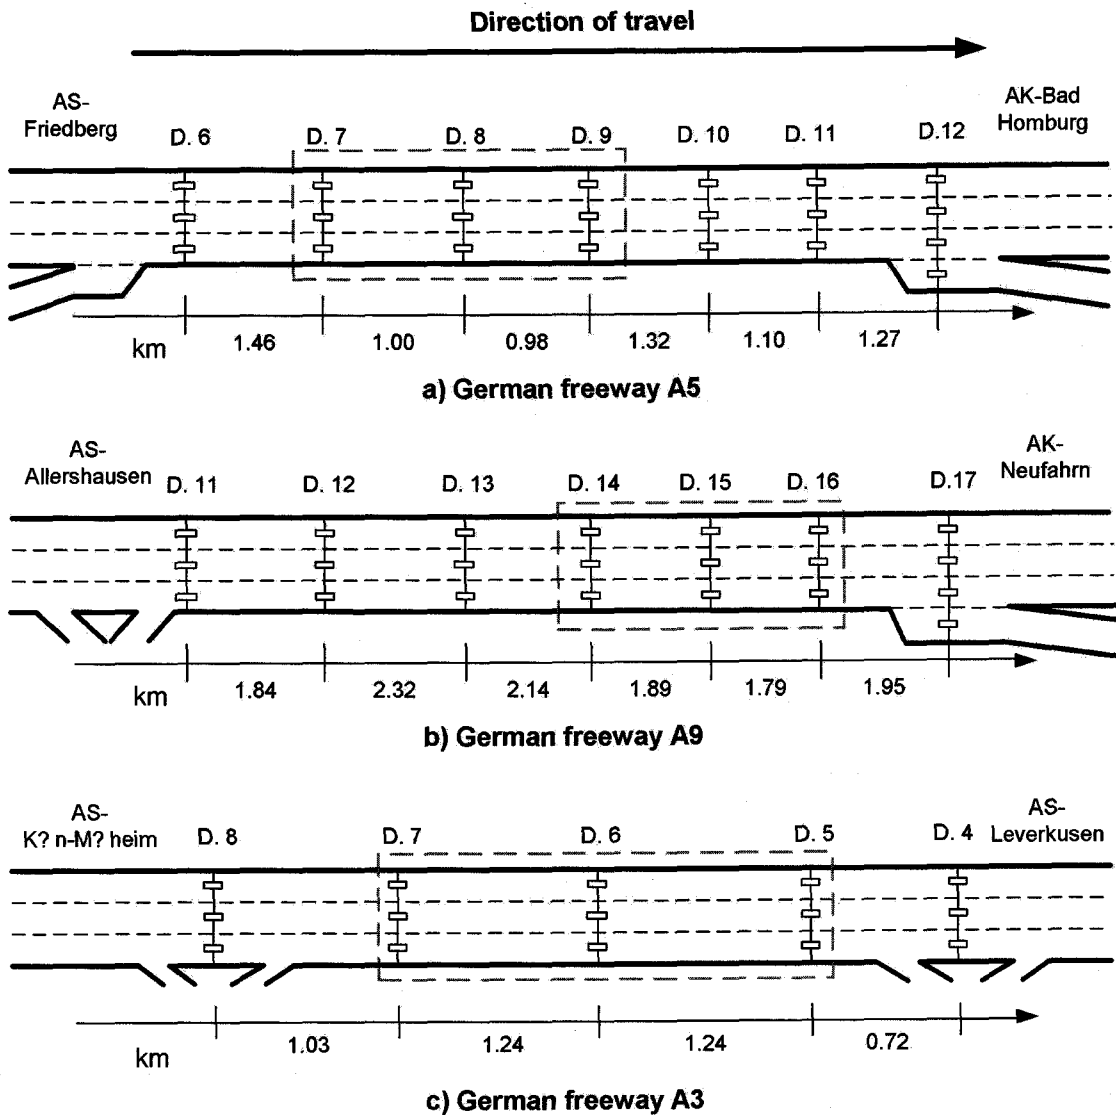 Direction of travel
AS-
Friedberg
D. 6
D. 7
D. 8
D. 9
D. 10
D. 11
D.12
AK-Bad
Homburg
km
1.46
1.00
0.98
1.32
1.10
1.27
a) German freeway A5
AS-
Allershausen
D. 11
D. 12
D. 13
D. 14
D. 15
D. 16
D.17
AK-
Neufahrn
km
1.84
2.32
2.14
1.89
1.79
1.95
b) German freeway A9
AS-
K? n-M? heim
D. 8
D. 7
D. 6
D. 5
D. 4
AS-
Leverkusen
km
1.03
1.24
1.24
0.72
c) German freeway A3